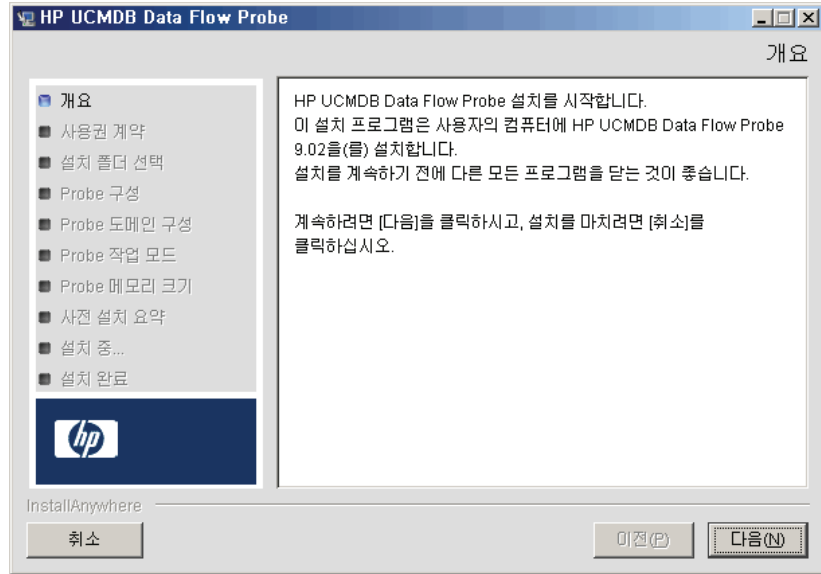 HP UCMDB Data Flow Probe
개요
개요
사용권 계약
설치 폴더 선택
Probe 구성
Probe 도메인 구성
Probe 작업 모드
Probe 메모리 크기
사전 설치 요약
설치 중...
설치 완료
HP UCMDB Data Flow Probe 설치를 시작합니다.
이 설치 프로그램은 사용자의 컴퓨터에 HP UCMDB Data Flow Probe
9.02을(를) 설치합니다.
설치를 계속하기 전에 다른 모든 프로그램을 닫는 것이 좋습니다.
계속하려면 [다음]을 클릭하시고, 설치를 마치려면 [취소]를
클릭하십시오.
hp
InstallAnywhere
취소
이전(P)
다음(N)